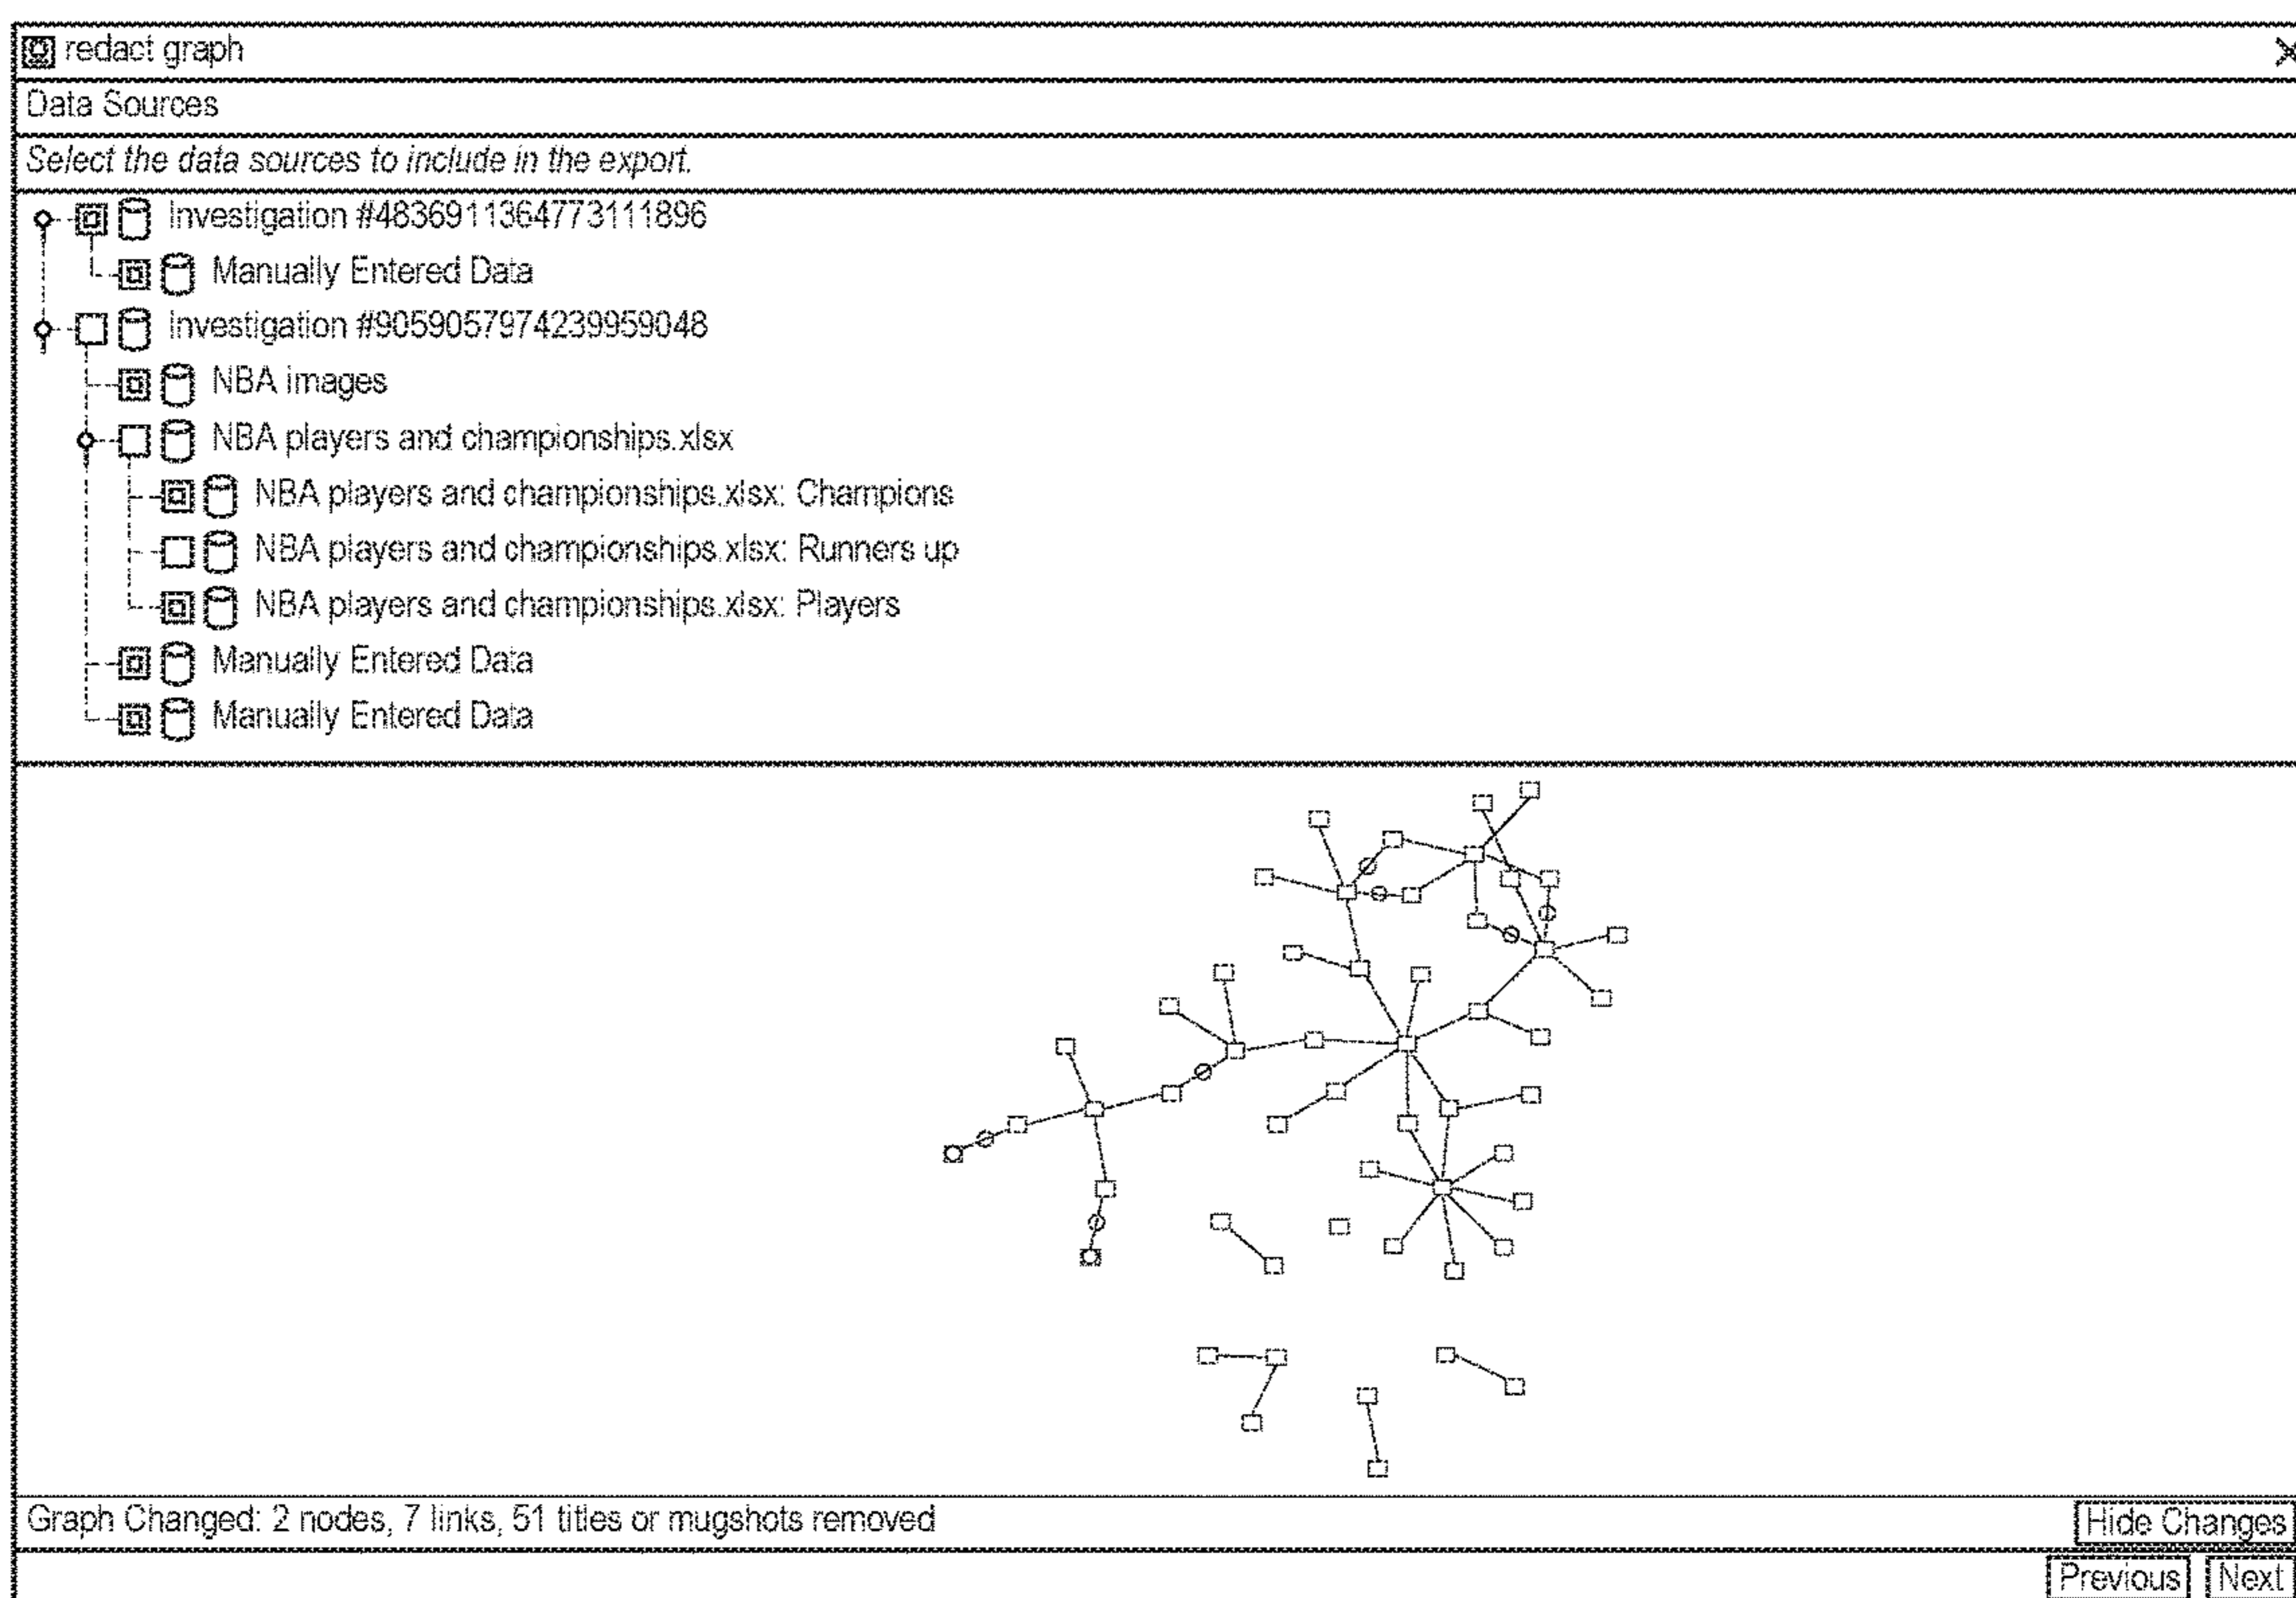 redact graph
Data Sources
Select the data sources to include in the export.
Investigation #4836911364773111896
Manually Entered Data
Investigation #9059057974239959048
NBA images
NBA players and championships.xlsx
NBA players and championships.xlsx: Champions
NBA players and championships.xlsx: Runners up
NBA players and championships.xlsx: Players
Manually Entered Data
Manually Entered Data
Graph Changed: 2 nodes, 7 links, 51 titles or mugshots removed
Hide Changes
Previous Next